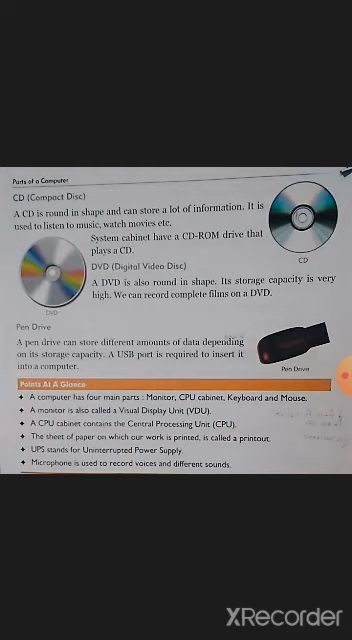 Parts of a Computer
CD (Compact Disc)
A CD is round in shape and can store a lot of information. It is
used to listen to music, watch movies etc.
System cabinet have a CD-ROM drive that
plays a CD.
CD
DVD (Digital Video Disc)
A DVD is also round in shape. Its storage capacity is very
high. We can record complete films on a DVD.
DVD
Pen Drive
A pen drive can store different amounts of data depending
on its storage capacity. A USB port is required to insert it
into a computer.
Pen Drive
Points At A Glance
✦ A computer has four main parts : Monitor, CPU cabinet, Keyboard and Mouse.
✦ A monitor is also called a Visual Display Unit (VDU).
✦ A CPU cabinet contains the Central Processing Unit (CPU).
✦ The sheet of paper on which our work is printed, is called a printout.
✦ UPS stands for Uninterrupted Power Supply.
✦ Microphone is used to record voices and different sounds.
XRecorder